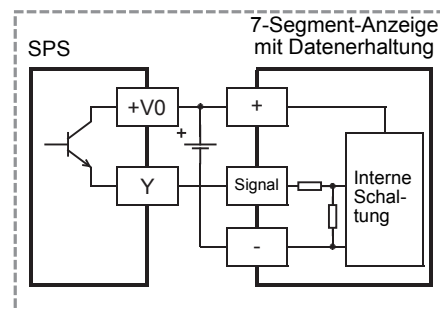 7-Segment-Anzeige
mit Datenerhaltung
SPS
+V0
+
+
Y
Signal
-
Interne
Schal-
tung